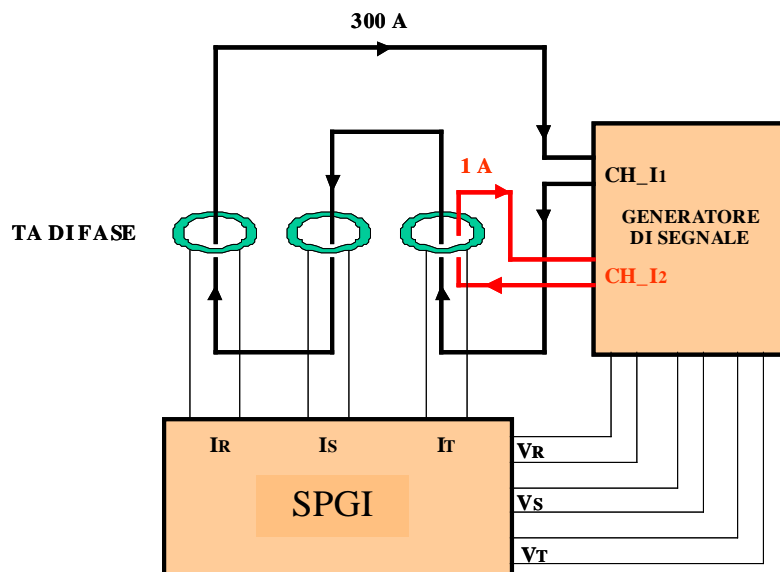 300 A
1 A
CH_I1
TA DI FASE
GENERATORE
DI SEGNALE
CH_I2
IR IS IT
VR
SPGI
VS
VT